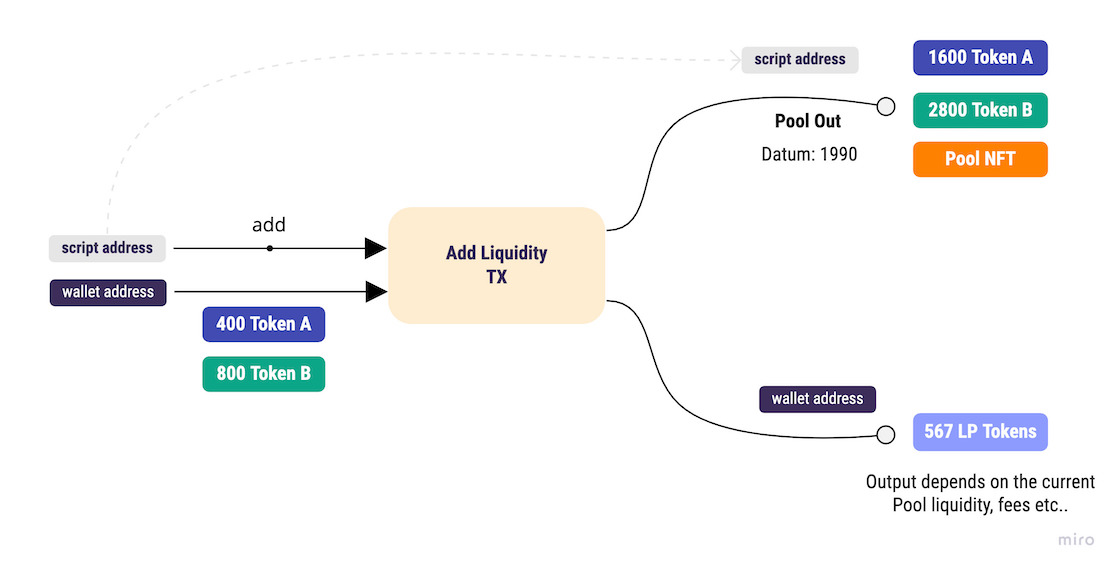 script address
1600 Token A
2800 Token B
Pool Out
Datum: 1990
Pool NFT
add
script address
Add Liquidity
TX
wallet address
400 Token A
800 Token B
wallet address
567 LP Tokens
Output depends on the current
Pool liquidity, fees etc..
miro